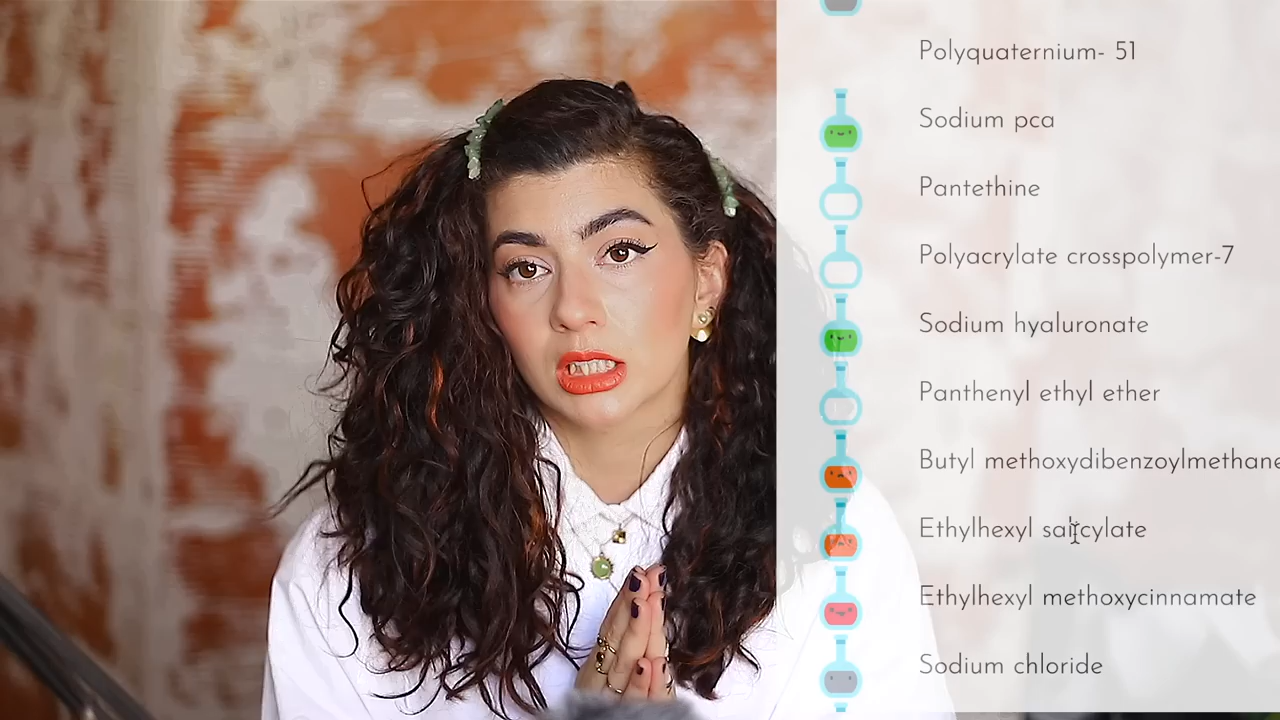 Polyquaternium- 51
Sodium pca
Pantethine
Polyacrylate crosspolymer-7
Sodium hyaluronate
Panthenyl ethyl ether
Butyl methoxydibenzoylmethane
Ethylhexyl salicylate
Ethylhexyl methoxycinnamate
Sodium chloride